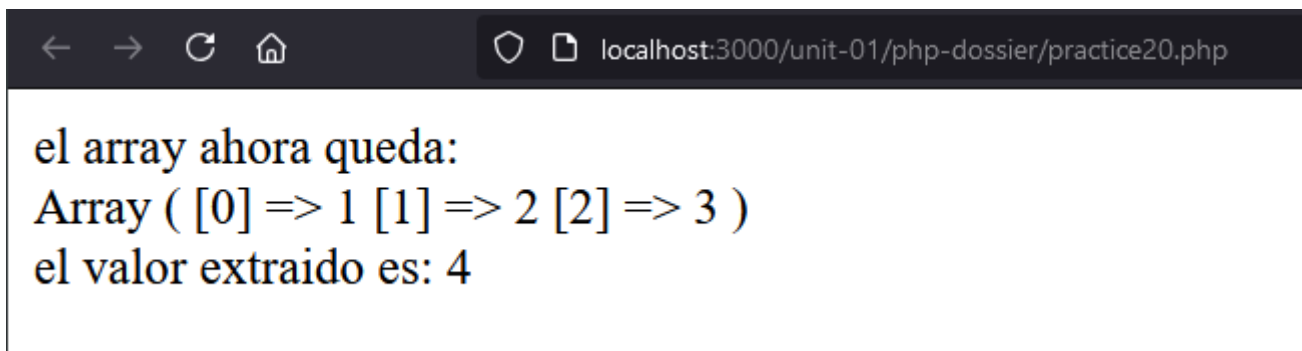 localhost:3000/unit-01/php-dossier/practice20.php
el array ahora queda:
Array ( [0] => 1 [1] => 2 [2] => 3 )
el valor extraido es: 4